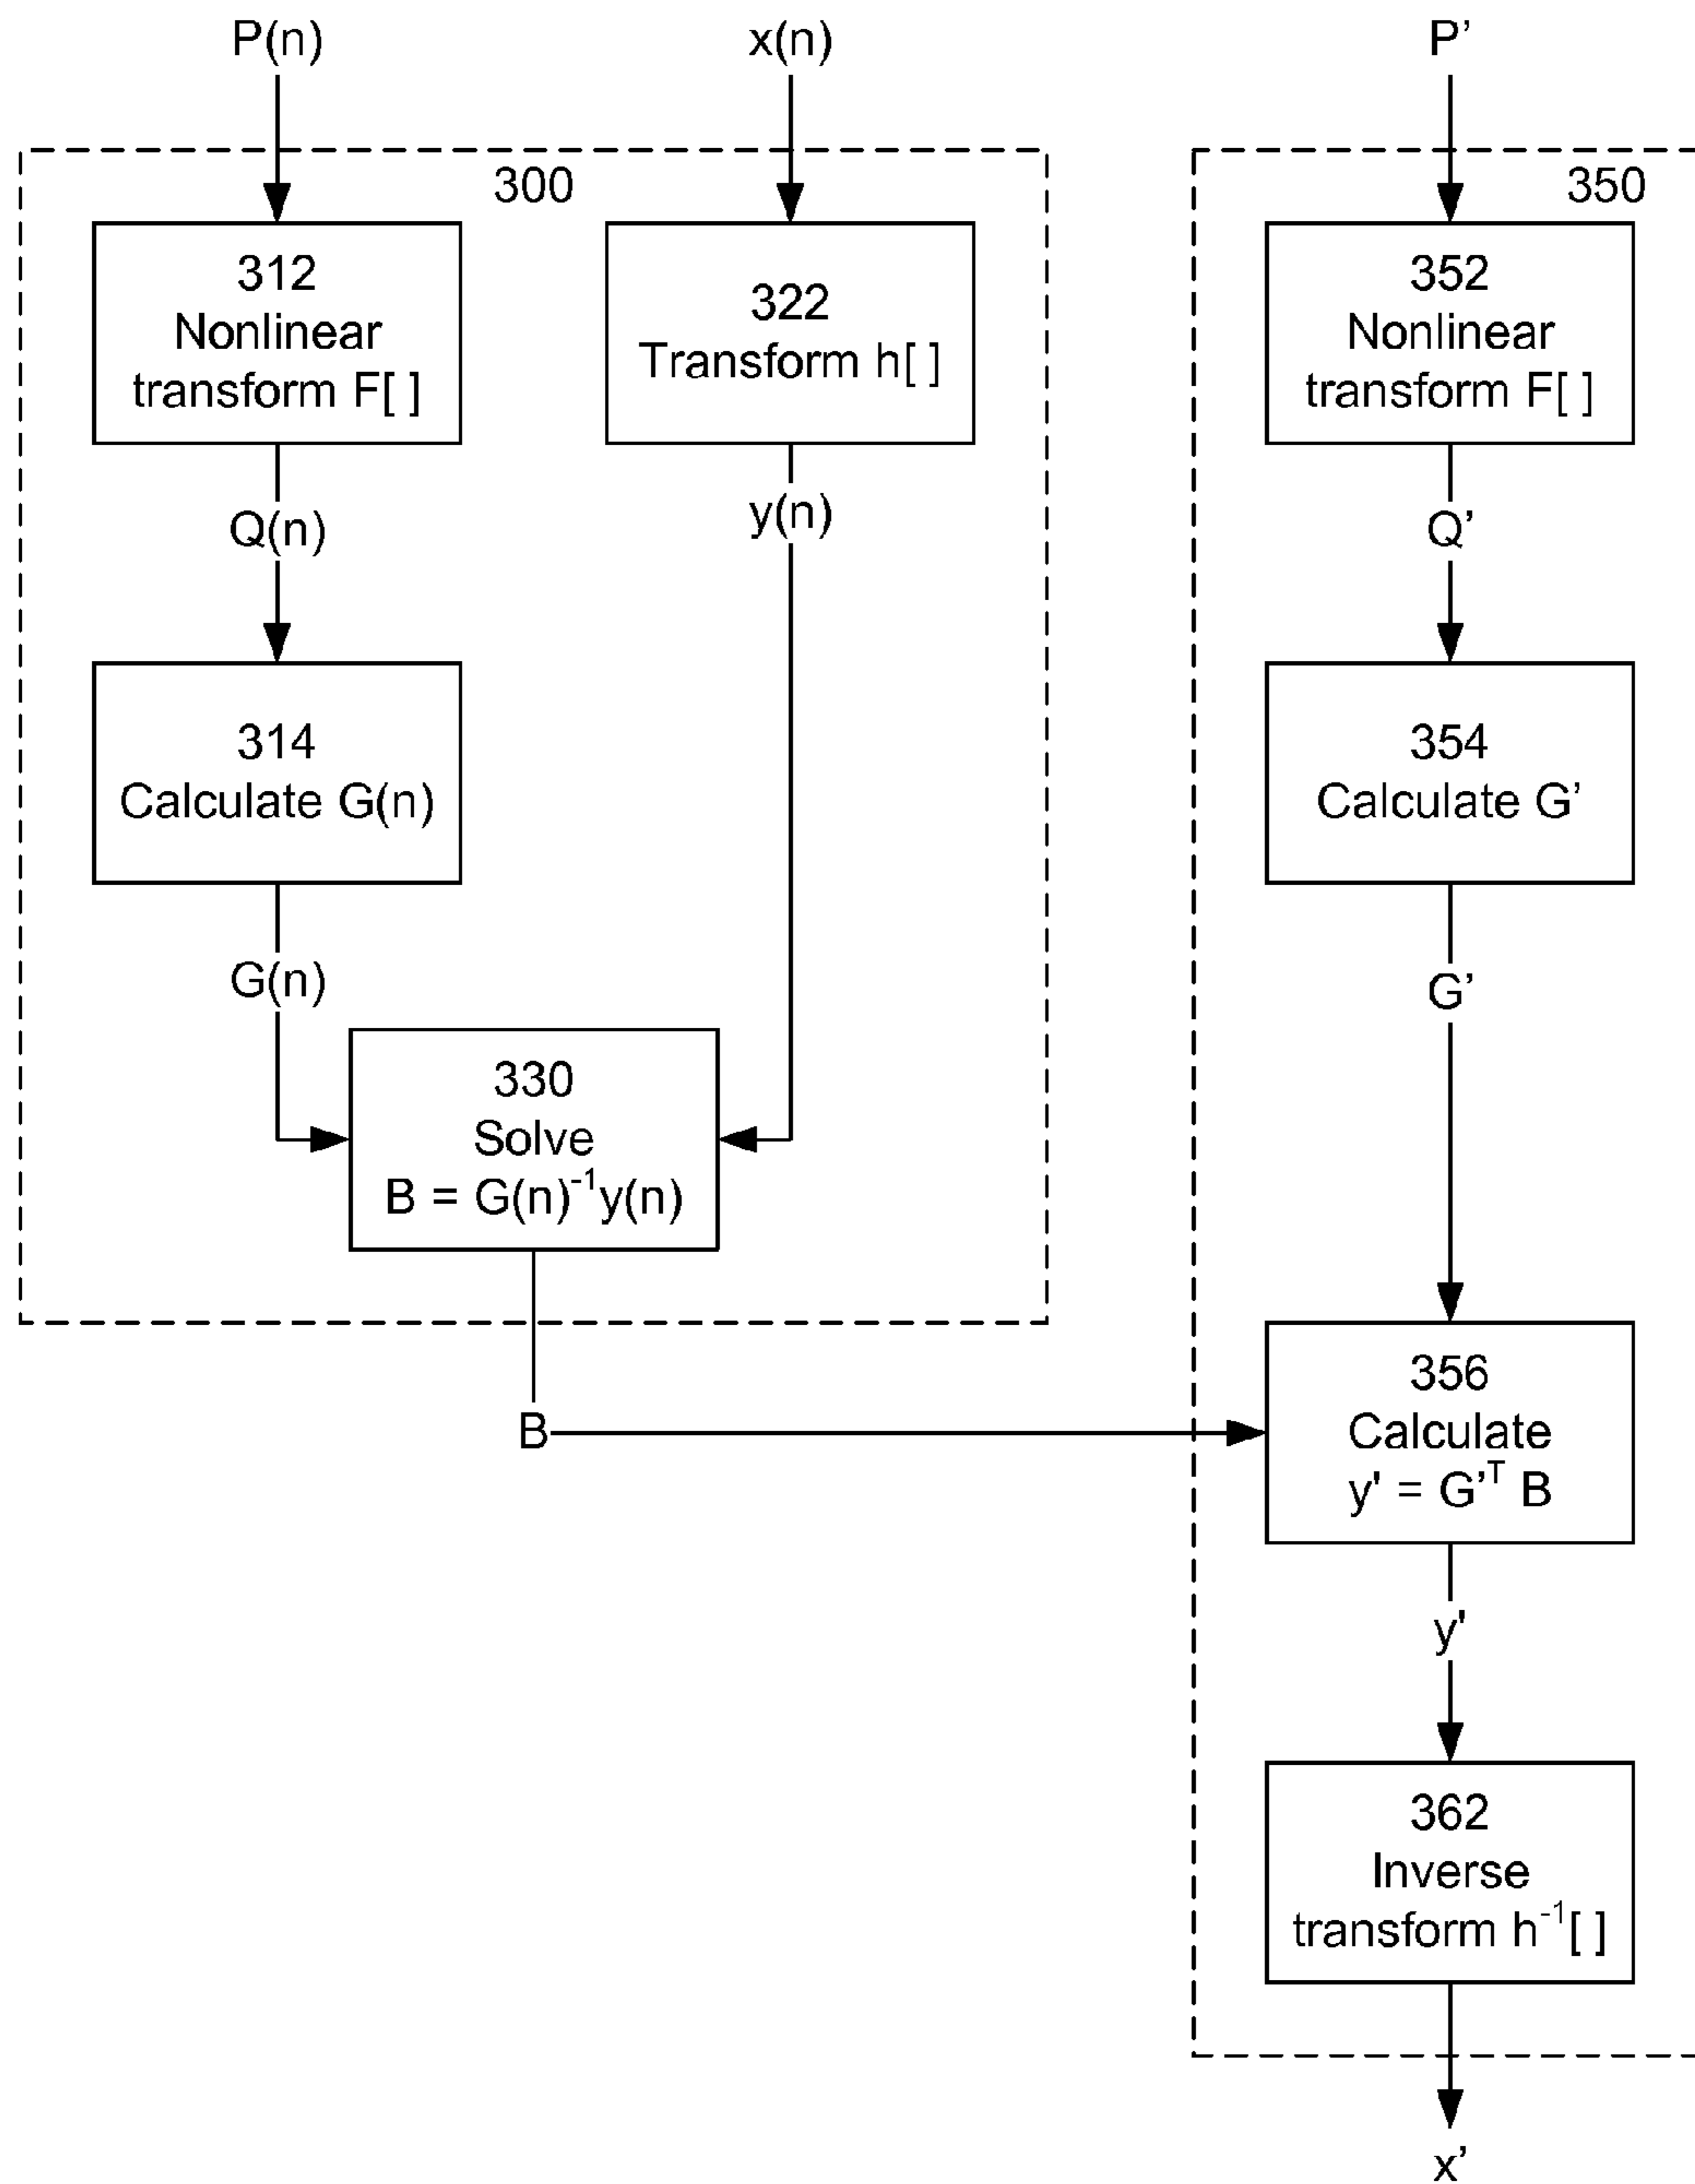 P(n)
x(n)
P’
300
350
312
Nonlinear
transform F[ ]
322
Transform h[ ]
352
Nonlinear
transform F[ ]
Q(n)
y(n)
Q’
314
Calculate G(n)
354
Calculate G’
G(n)
G’
330
Solve
B = G(n)⁻¹y(n)
B
356
Calculate
y' = G’ᵀ B
y'
362
Inverse
transform h⁻¹[ ]
x’